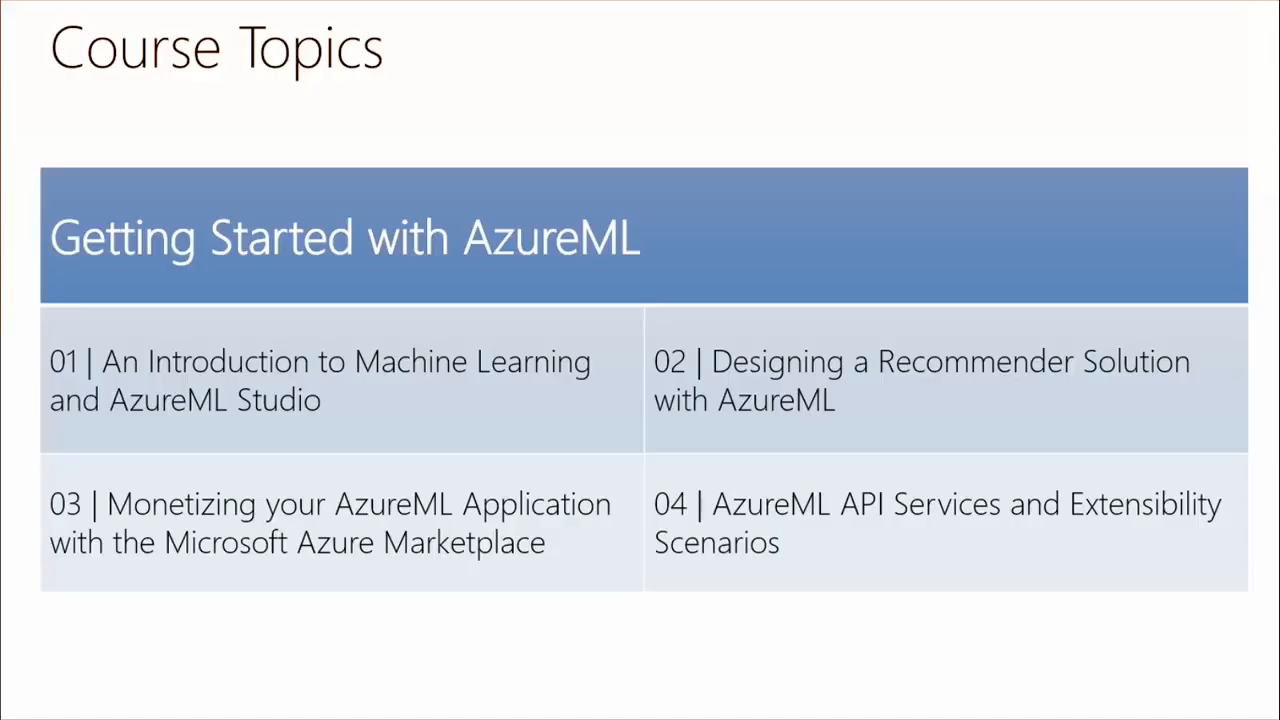 Course Topics
Getting Started with AzureML
01 | An Introduction to Machine Learning
and AzureML Studio
02 | Designing a Recommender Solution
with AzureML
03 | Monetizing your AzureML Application
with the Microsoft Azure Marketplace
04 | AzureML API Services and Extensibility
Scenarios